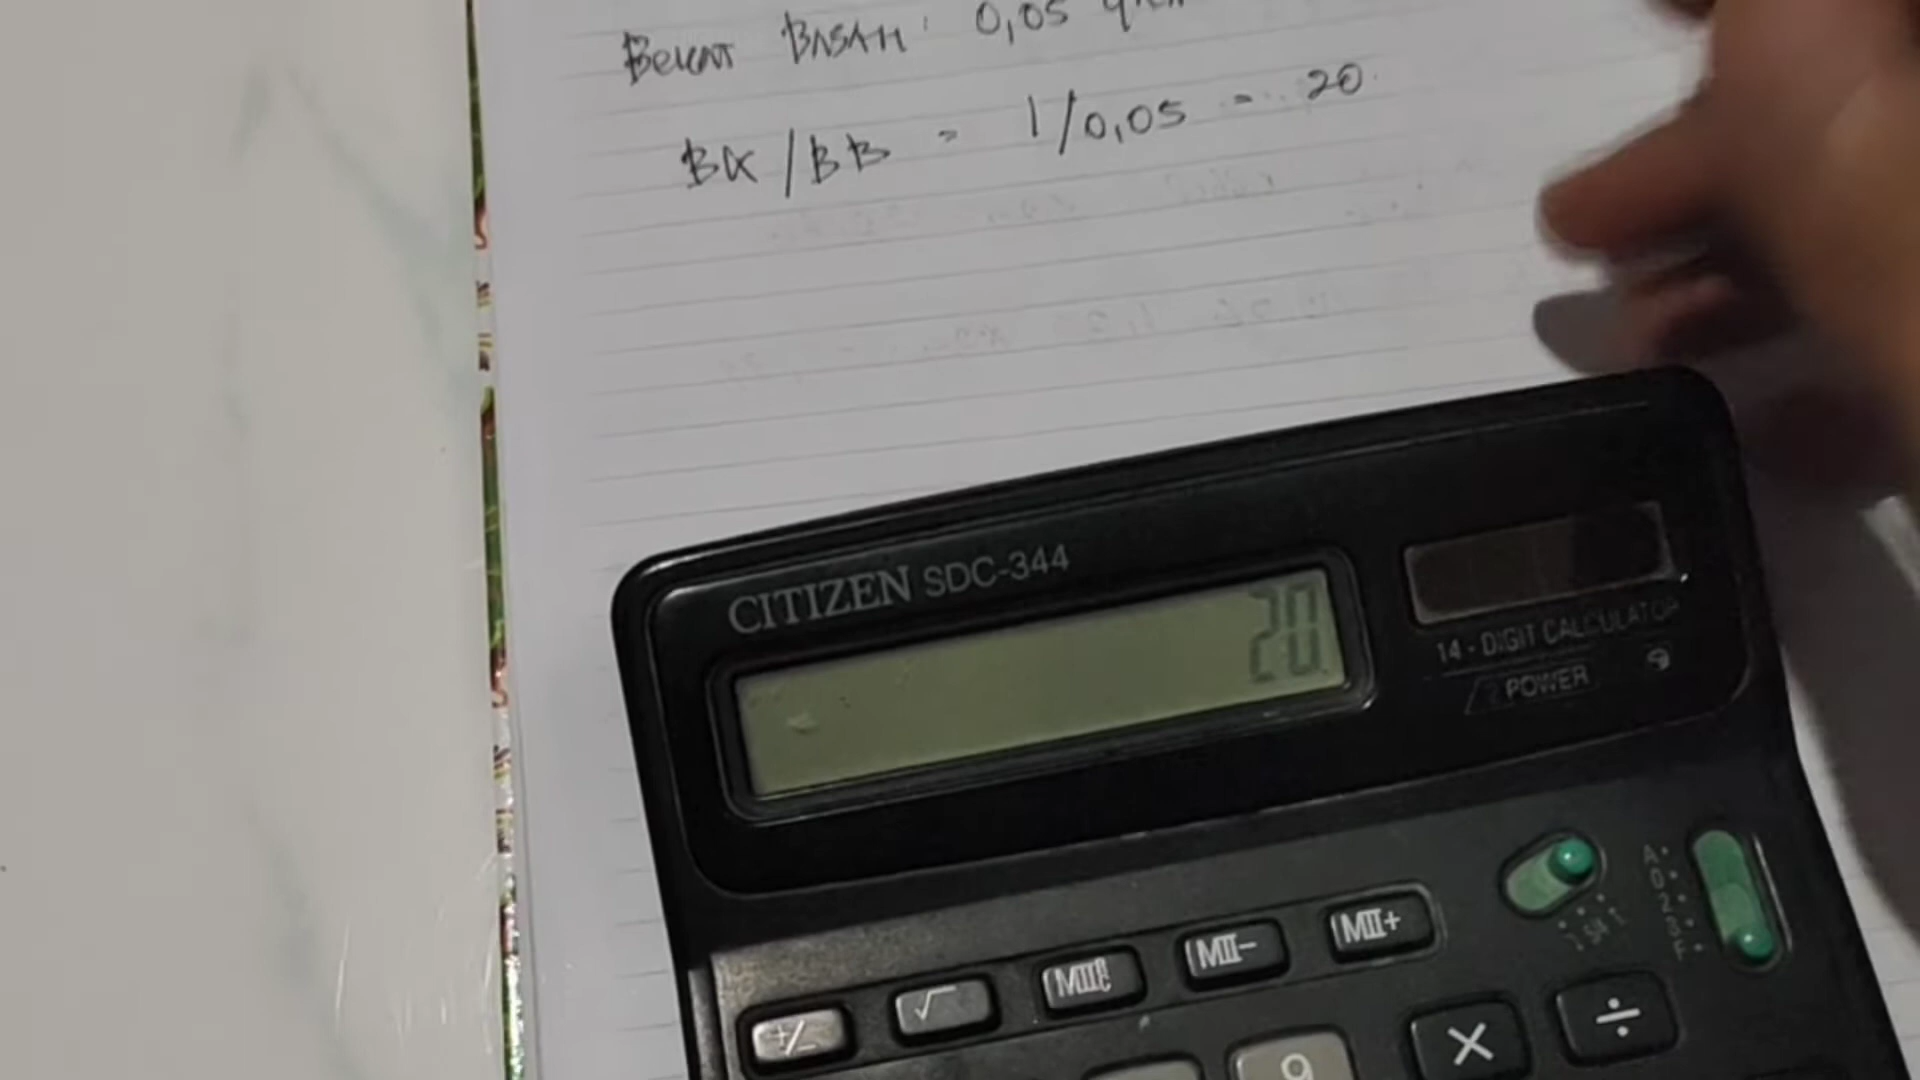 BERAT BASAH : 0,05
BK/BB = 1/0,05 = 20
CITIZEN SDC-344
20.
14 - DIGIT CALCULATOR
POWER
MII+
MII-
√
+/-
÷
×
9